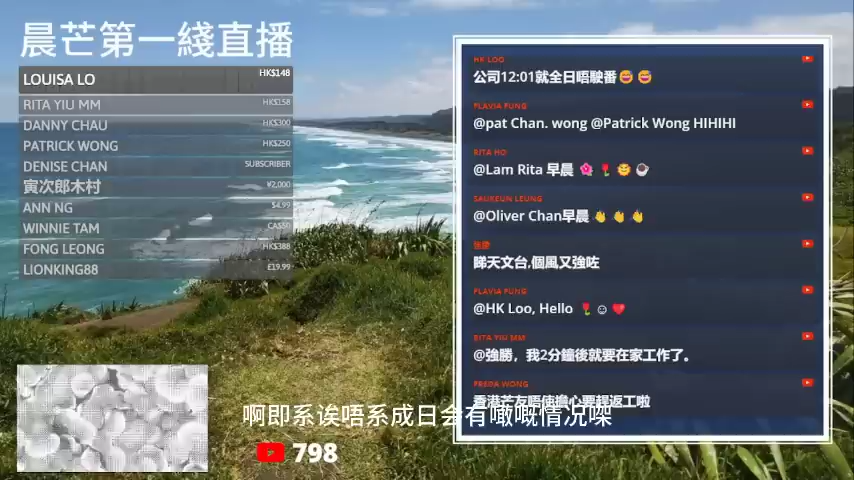 晨芒第一綫直播
LOUISA LO HK$148
RITA YIU MM HK$158
DANNY CHAU HK$300
PATRICK WONG HK$250
DENISE CHAN SUBSCRIBER
寅次郎木村 ¥2,000
ANN NG $4.99
WINNIE TAM CA$50
FONG LEONG HK$388
LIONKING88 £19.99
HK LOO
公司12:01就全日唔駛番😅😅
FLAVIA FUNG
@pat Chan. wong @Patrick Wong HIHIHI
RITA HO
@Lam Rita 早晨 🌺🌹🌞☕
SAUKEUN LEUNG
@Oliver Chan早晨👋👋👋
強勝
睇天文台,個風又強咗
FLAVIA FUNG
@HK Loo, Hello 🌹☺❤
RITA YIU MM
@強勝，我2分鐘後就要在家工作了。
FREDA WONG
香港芒友唔使擔心要趕返工啦
啊即系诶唔系成日会有噉嘅情况㗎
798